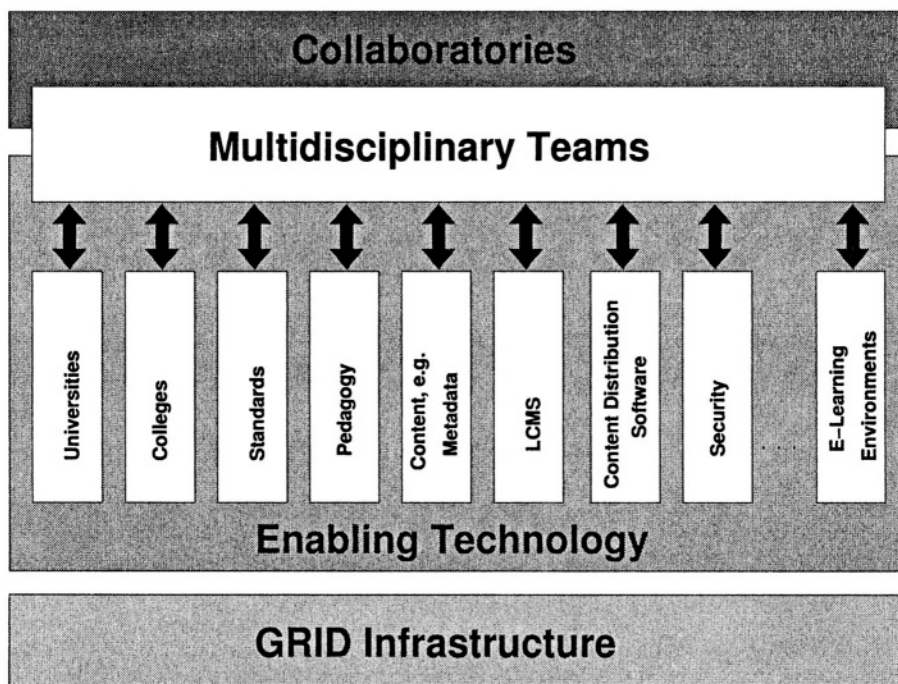 Collaboratories
Multidisciplinary Teams
Universities
Colleges
Standards
Pedagogy
Content, e.g.
Metadata
LCMS
Content Distribution
Software
Security
. . . .
E-Learning
Environments
Enabling Technology
GRID Infrastructure